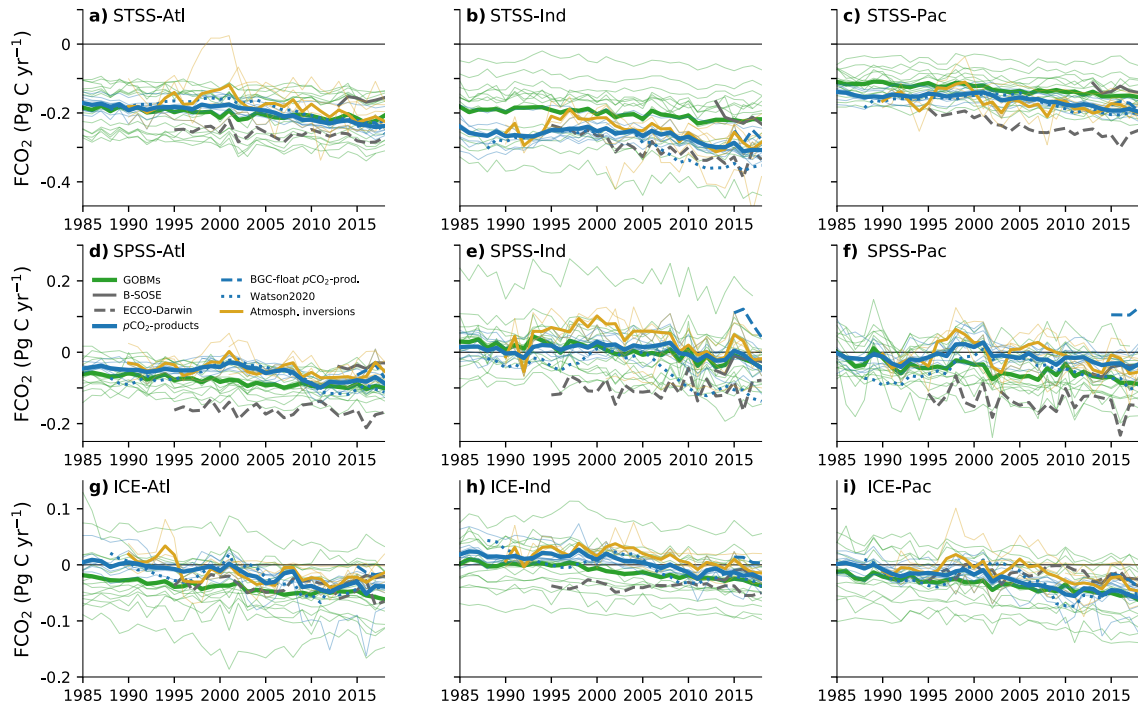 a) STSS-Atl
b) STSS-Ind
c) STSS-Pac
FCO₂ (Pg C yr⁻¹)
0
-0.2
-0.4
1985 1990 1995 2000 2005 2010 2015
1985 1990 1995 2000 2005 2010 2015
1985 1990 1995 2000 2005 2010 2015
d) SPSS-Atl
e) SPSS-Ind
f) SPSS-Pac
FCO₂ (Pg C yr⁻¹)
0.2
0
-0.2
GOBMs
B-SOSE
ECCO-Darwin
pCO₂-products
BGC-float pCO₂-prod.
Watson2020
Atmosph. inversions
1985 1990 1995 2000 2005 2010 2015
1985 1990 1995 2000 2005 2010 2015
1985 1990 1995 2000 2005 2010 2015
g) ICE-Atl
h) ICE-Ind
i) ICE-Pac
FCO₂ (Pg C yr⁻¹)
0.1
0
-0.1
-0.2
1985 1990 1995 2000 2005 2010 2015
1985 1990 1995 2000 2005 2010 2015
1985 1990 1995 2000 2005 2010 2015